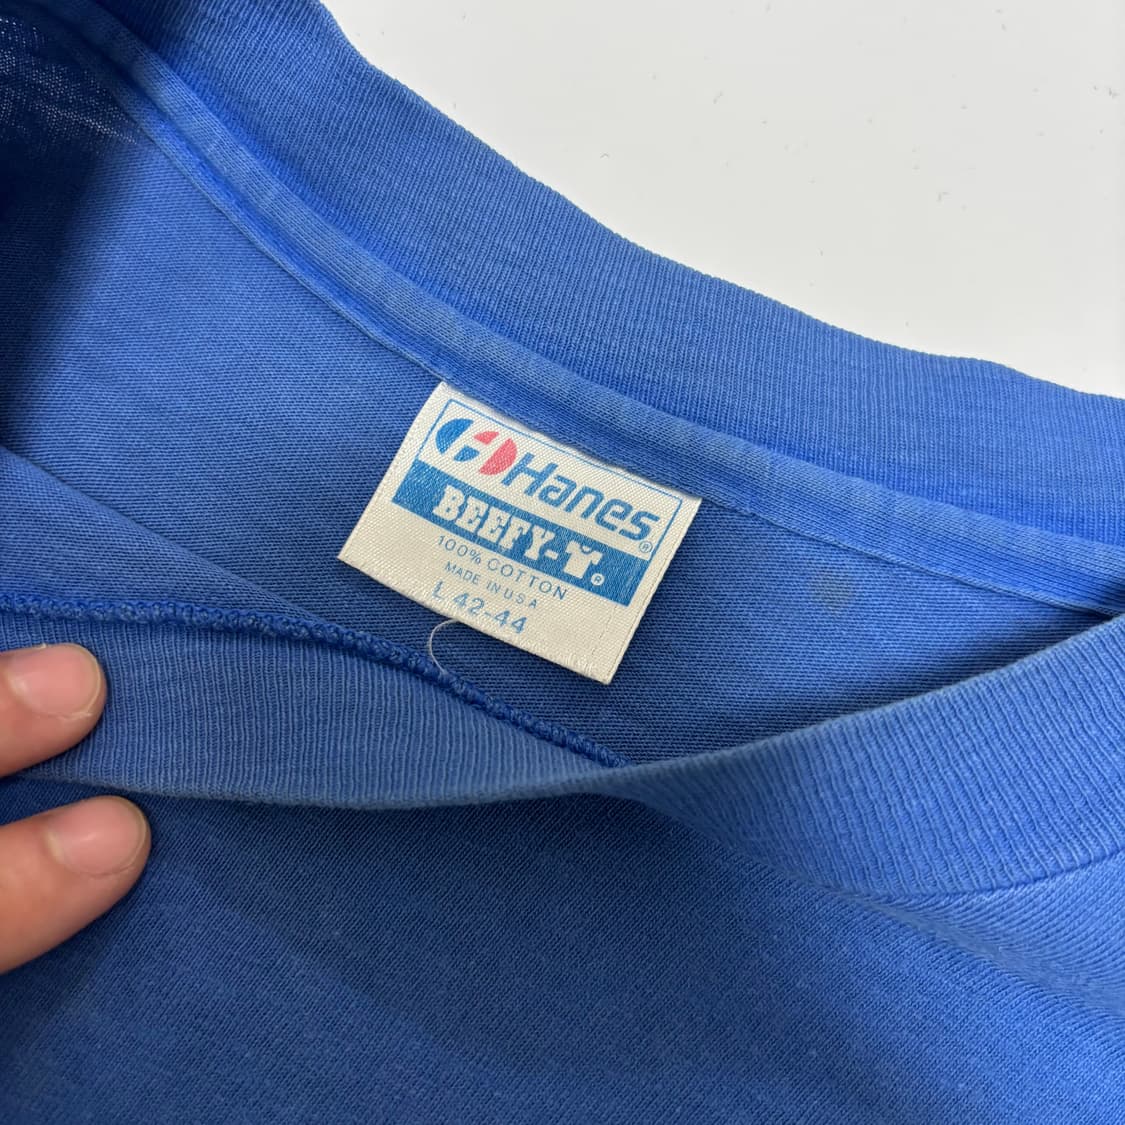 Hanes®
BEEFY-T®
100% COTTON
MADE IN USA
L 42-44